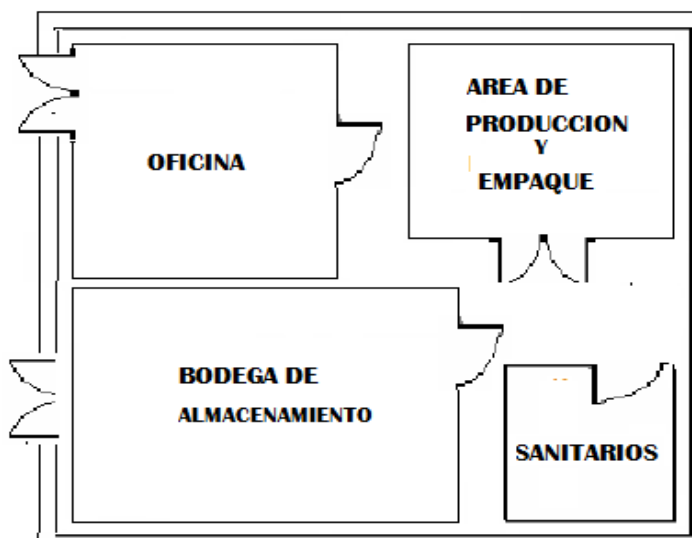 OFICINA
AREA DE
PRODUCCION
Y
EMPAQUE
BODEGA DE
ALMACENAMIENTO
SANITARIOS